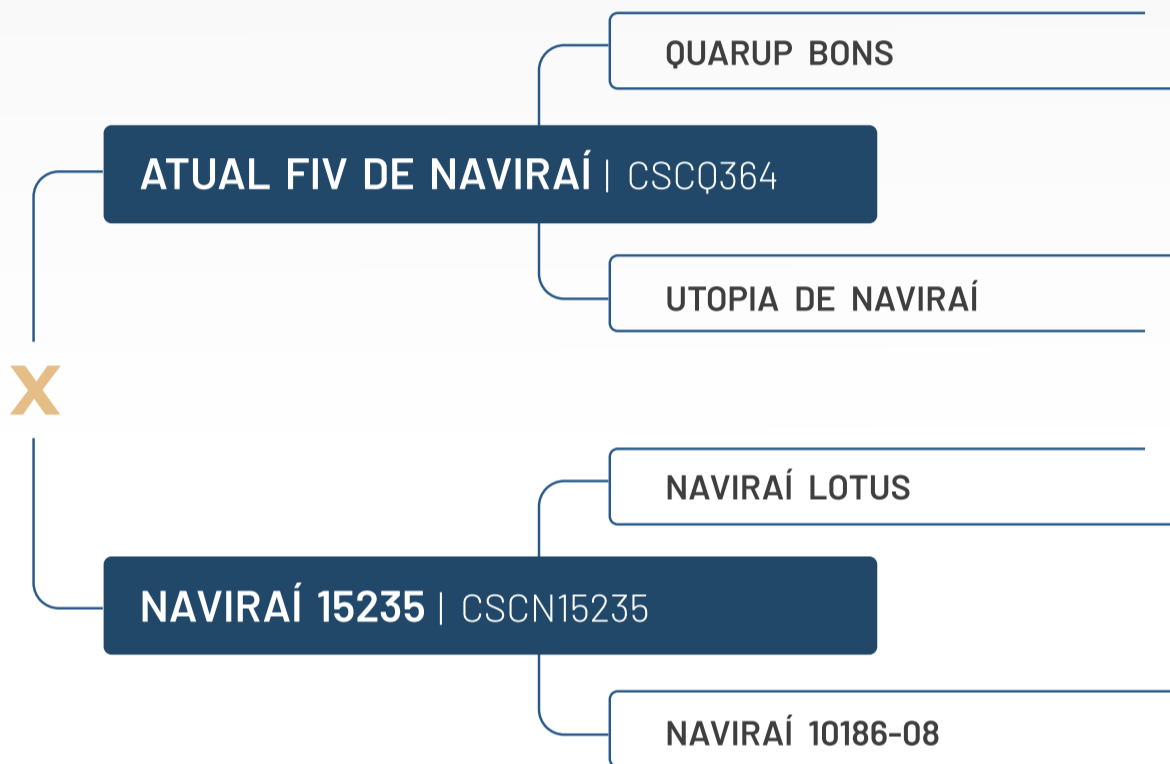 QUARUP BONS
ATUAL FIV DE NAVIRAÍ | CSCQ364
UTOPIA DE NAVIRAÍ
X
NAVIRAÍ LOTUS
NAVIRAÍ 15235 | CSCN15235
NAVIRAÍ 10186-08